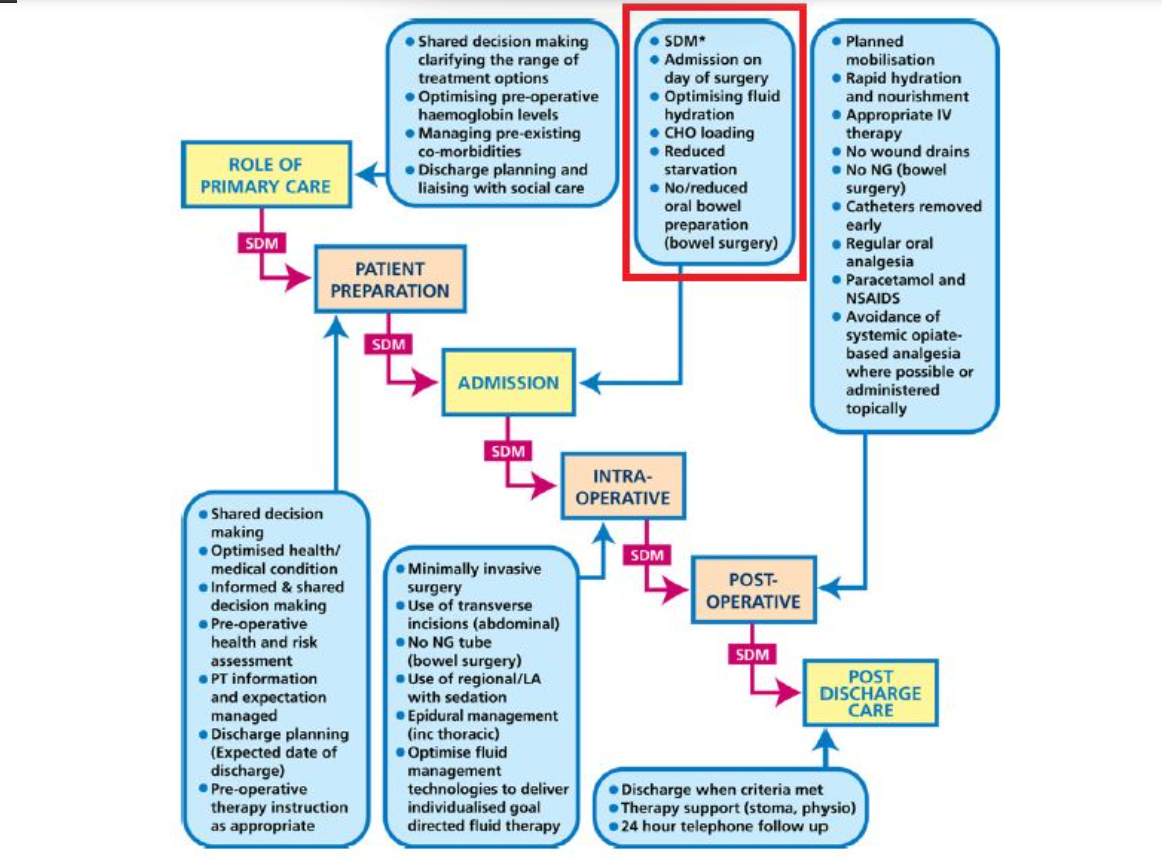 ● Shared decision making
clarifying the range of
treatment options
● Optimising pre-operative
haemoglobin levels
● Managing pre-existing
co-morbidities
● Discharge planning and
liaising with social care
● SDM*
● Admission on
day of surgery
● Optimising fluid
hydration
● CHO loading
● Reduced
starvation
● No/reduced
oral bowel
preparation
(bowel surgery)
● Planned
mobilisation
● Rapid hydration
and nourishment
● Appropriate IV
therapy
● No wound drains
● No NG (bowel
surgery)
● Catheters removed
early
● Regular oral
analgesia
● Paracetamol and
NSAIDS
● Avoidance of
systemic opiate-
based analgesia
where possible or
administered
topically
ROLE OF
PRIMARY CARE
SDM
PATIENT
PREPARATION
SDM
ADMISSION
SDM
INTRA-
OPERATIVE
SDM
POST-
OPERATIVE
SDM
POST
DISCHARGE
CARE
● Shared decision
making
● Optimised health/
medical condition
● Informed & shared
decision making
● Pre-operative
health and risk
assessment
● PT information
and expectation
managed
● Discharge planning
(Expected date of
discharge)
● Pre-operative
therapy instruction
as appropriate
● Minimally invasive
surgery
● Use of transverse
incisions (abdominal)
● No NG tube
(bowel surgery)
● Use of regional/LA
with sedation
● Epidural management
(inc thoracic)
● Optimise fluid
management
technologies to deliver
individualised goal
directed fluid therapy
● Discharge when criteria met
● Therapy support (stoma, physio)
● 24 hour telephone follow up